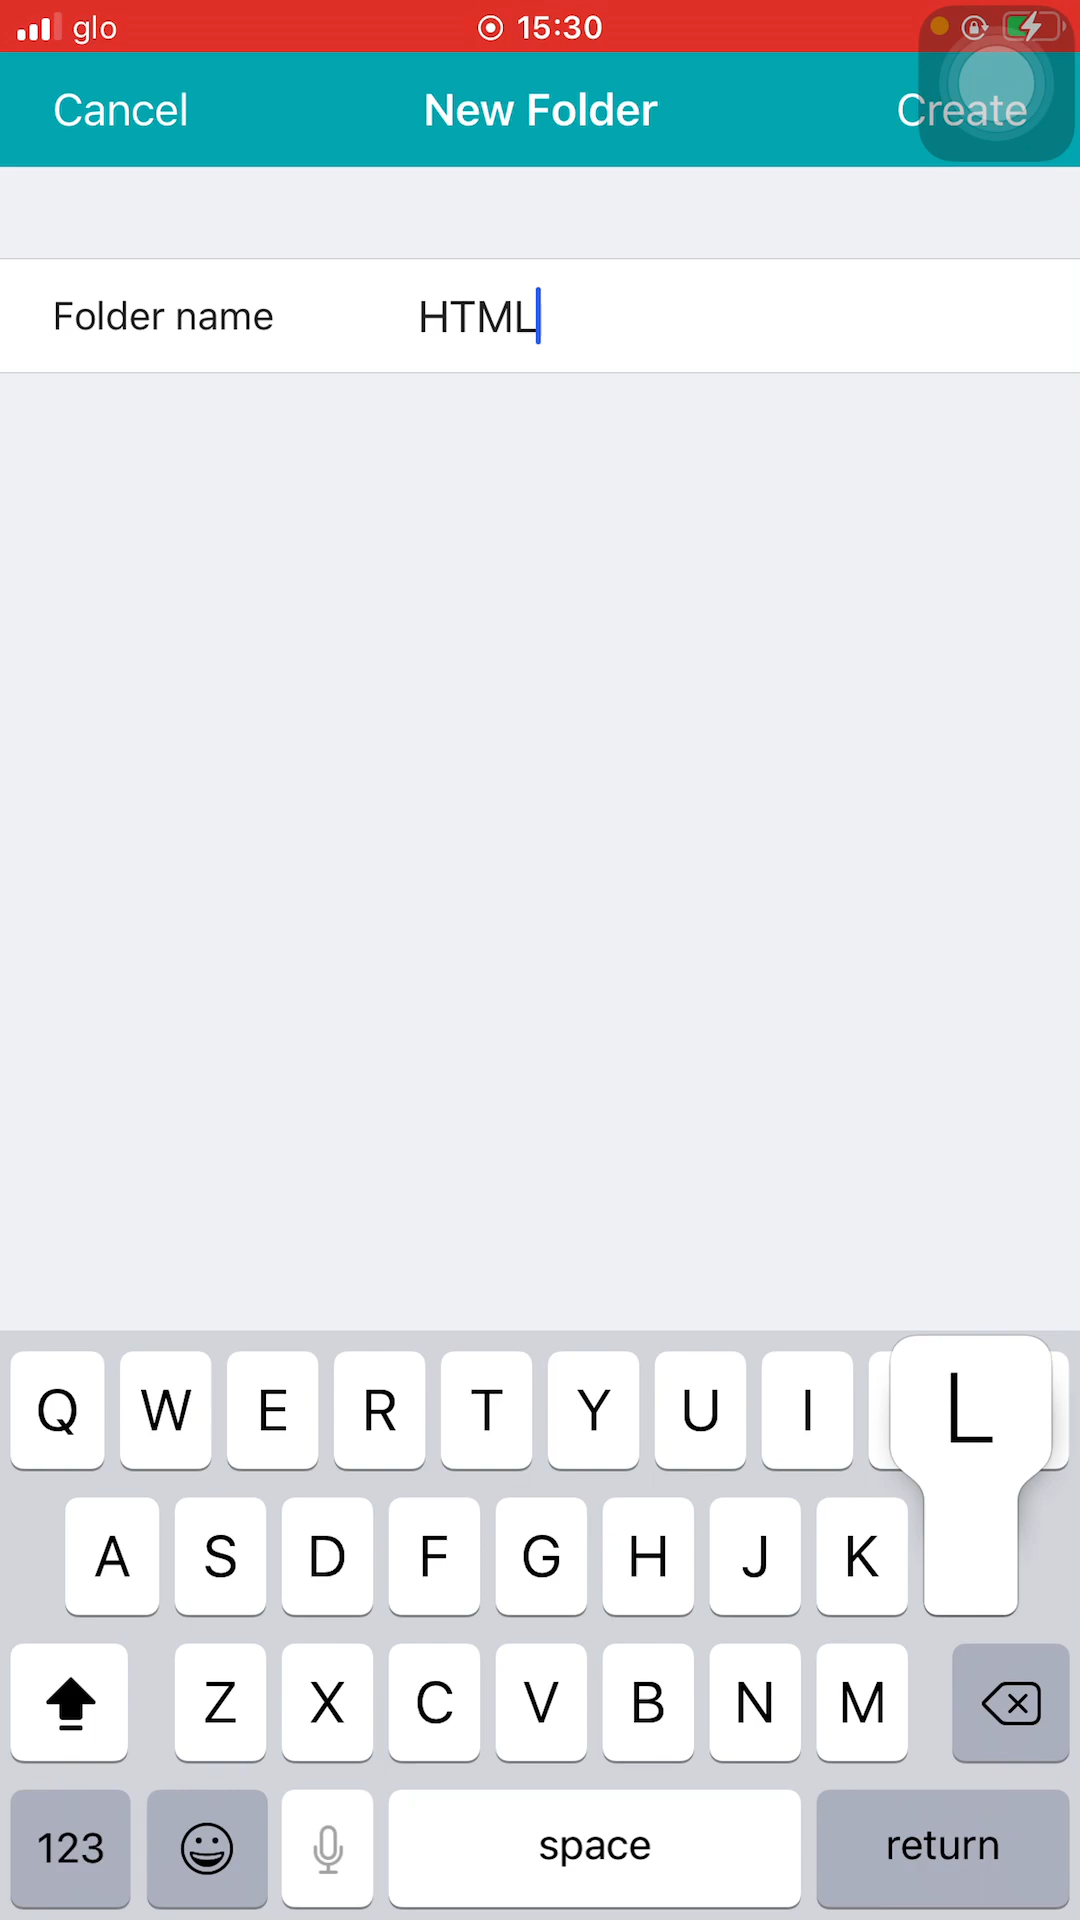 glo 15:30
Cancel New Folder Create
Folder name HTML
Q W E R T Y U I L
A S D F G H J K
Z X C V B N M
123 space return